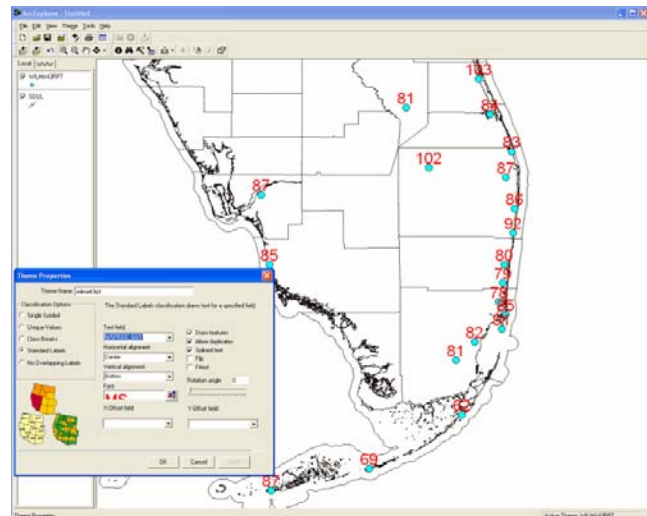 ArcExplorer - Untitled
File Edit View Theme Tools Help
Local WWW
SDUL
103
81
84
83
102
87
87
86
92
85
80
79
78
82
81
69
87
Theme Properties
Theme Name
Classification Options
Single Symbol
Unique Values
Class Breaks
Standard Labels
No Overlapping Labels
The Standard Labels classification draws text for a specified field.
Text field:
Horizontal alignment
Center
Vertical alignment
Bottom
Font:
X-Offset field:
Draw features
Allow duplicates
Splined text
Flip
Rotation angle: 0
Y-Offset field:
OK
Cancel
Apply
Theme Properties